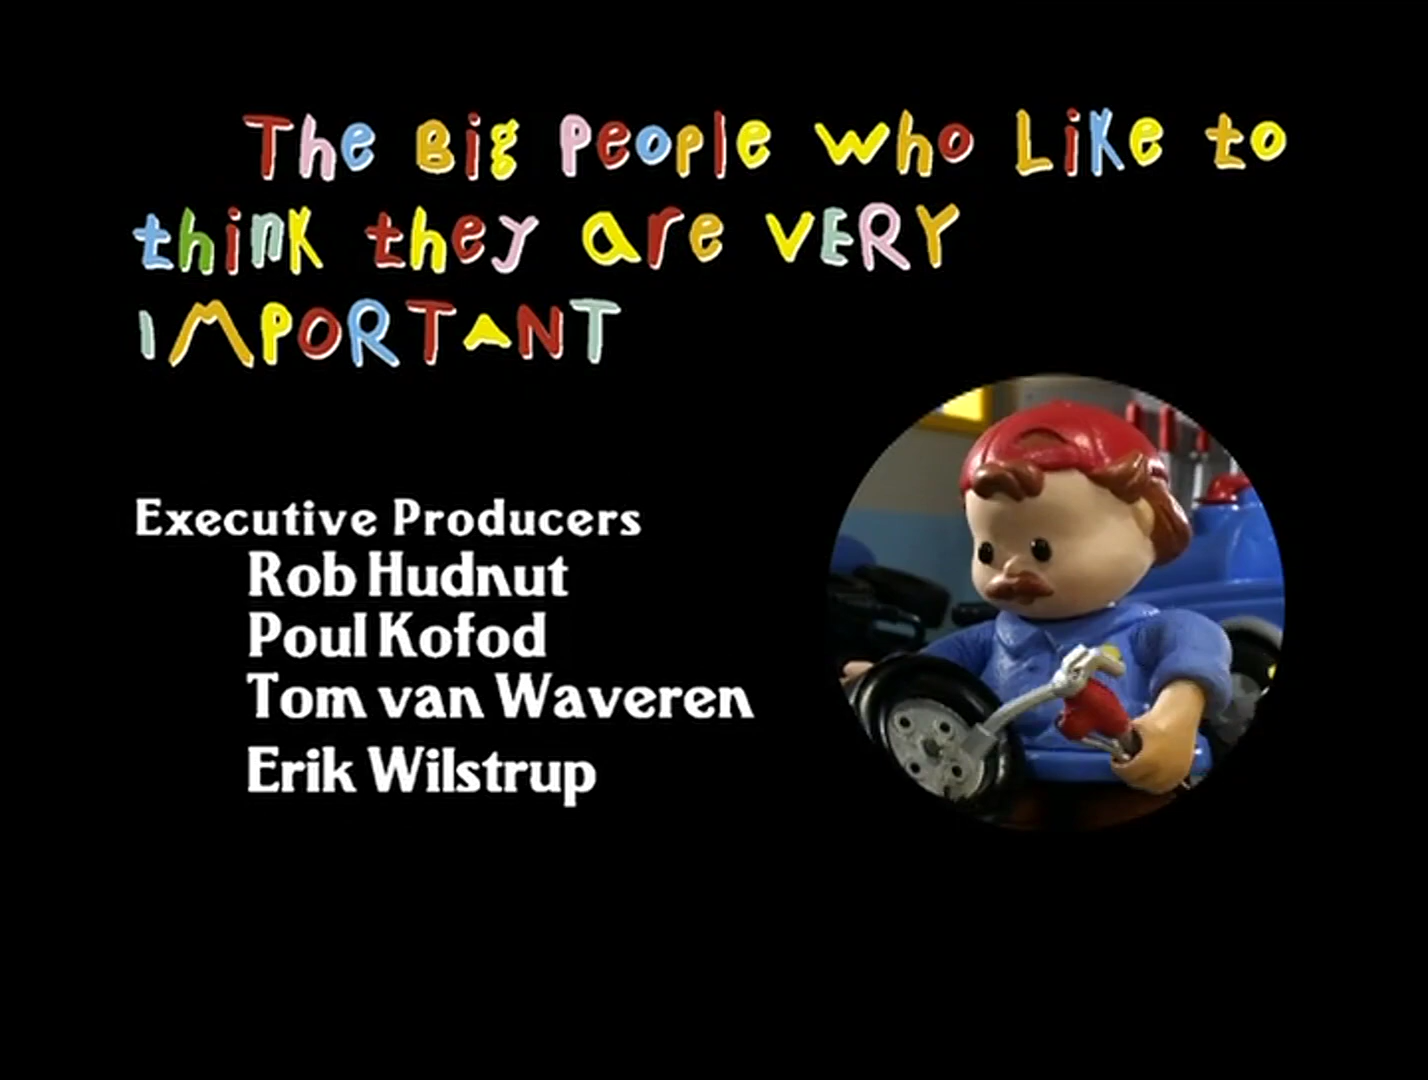 The Big People who Like to
think they are VERY
IMPORTANT
Executive Producers
Rob Hudnut
Poul Kofod
Tom van Waveren
Erik Wilstrup